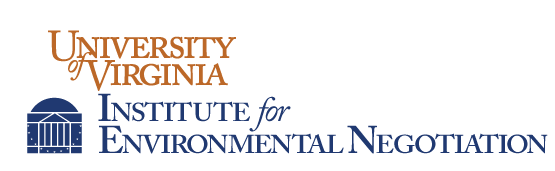 UNIVERSITY
of VIRGINIA
INSTITUTE for
ENVIRONMENTAL NEGOTIATION